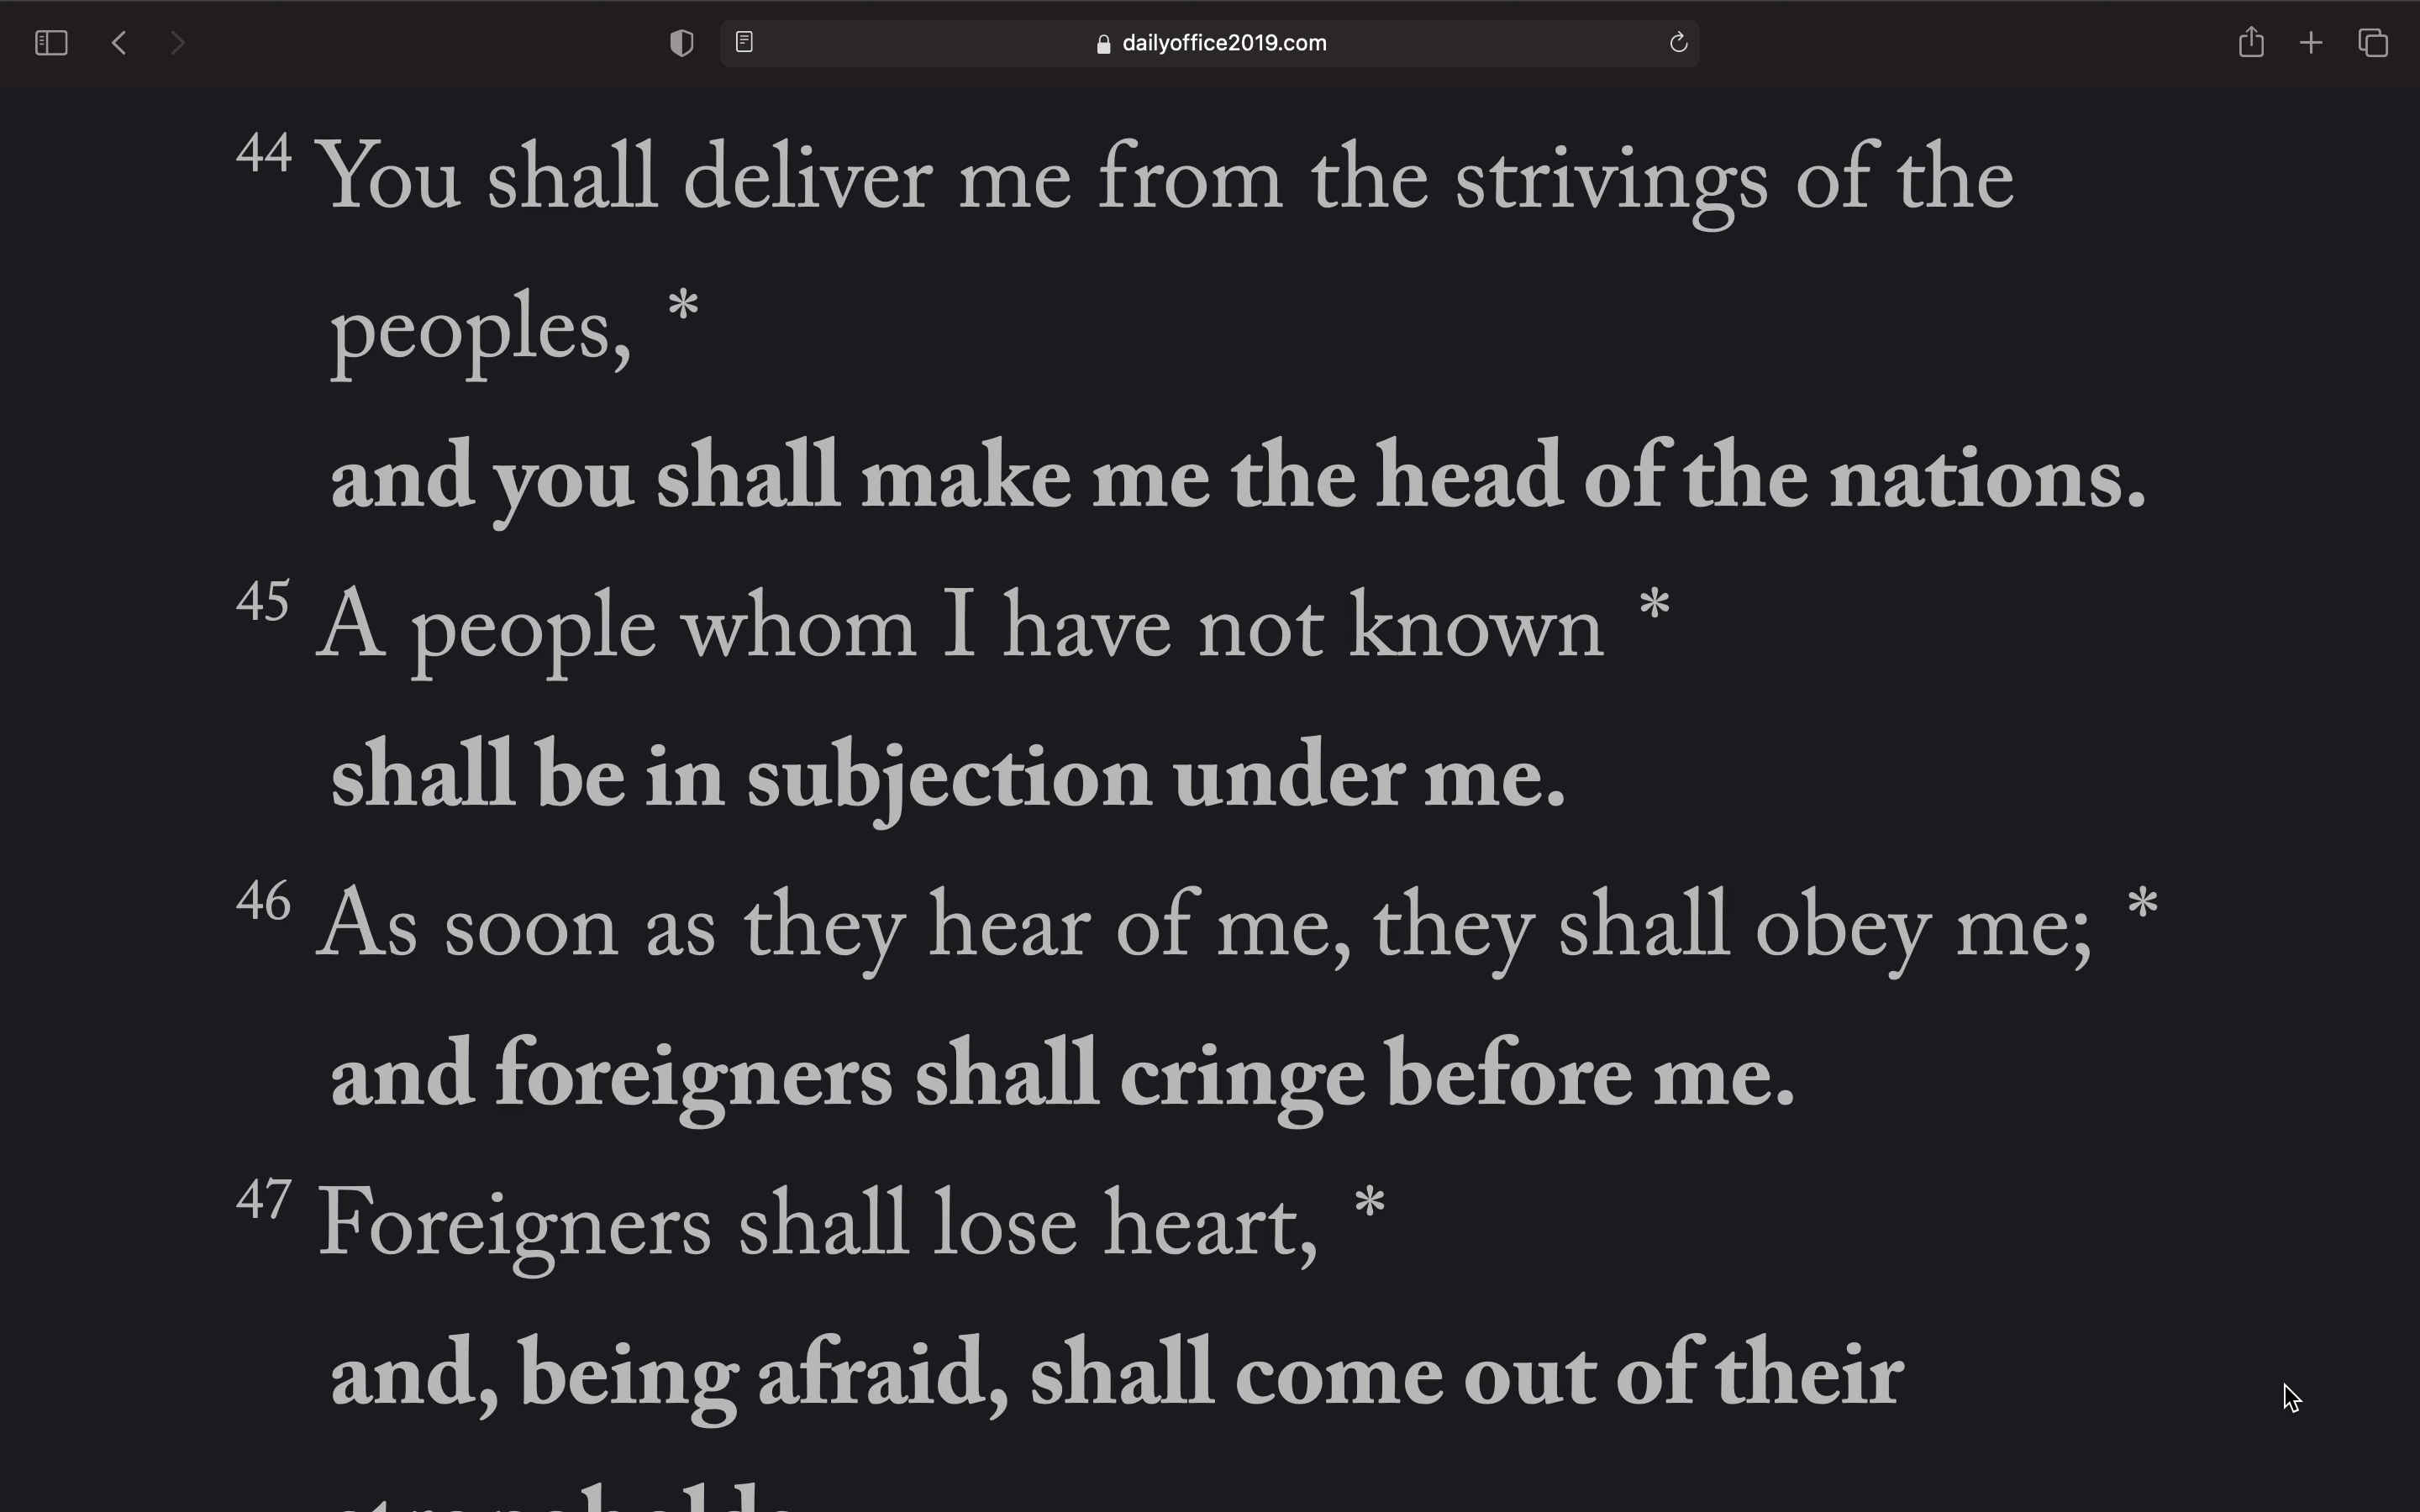 dailyoffice2019.com
44 You shall deliver me from the strivings of the
peoples, *
and you shall make me the head of the nations.
45 A people whom I have not known *
shall be in subjection under me.
46 As soon as they hear of me, they shall obey me; *
and foreigners shall cringe before me.
47 Foreigners shall lose heart, *
and, being afraid, shall come out of their